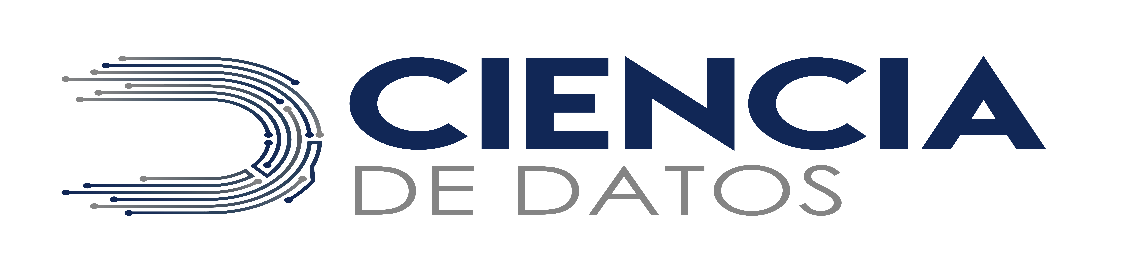 CIENCIA
DE DATOS